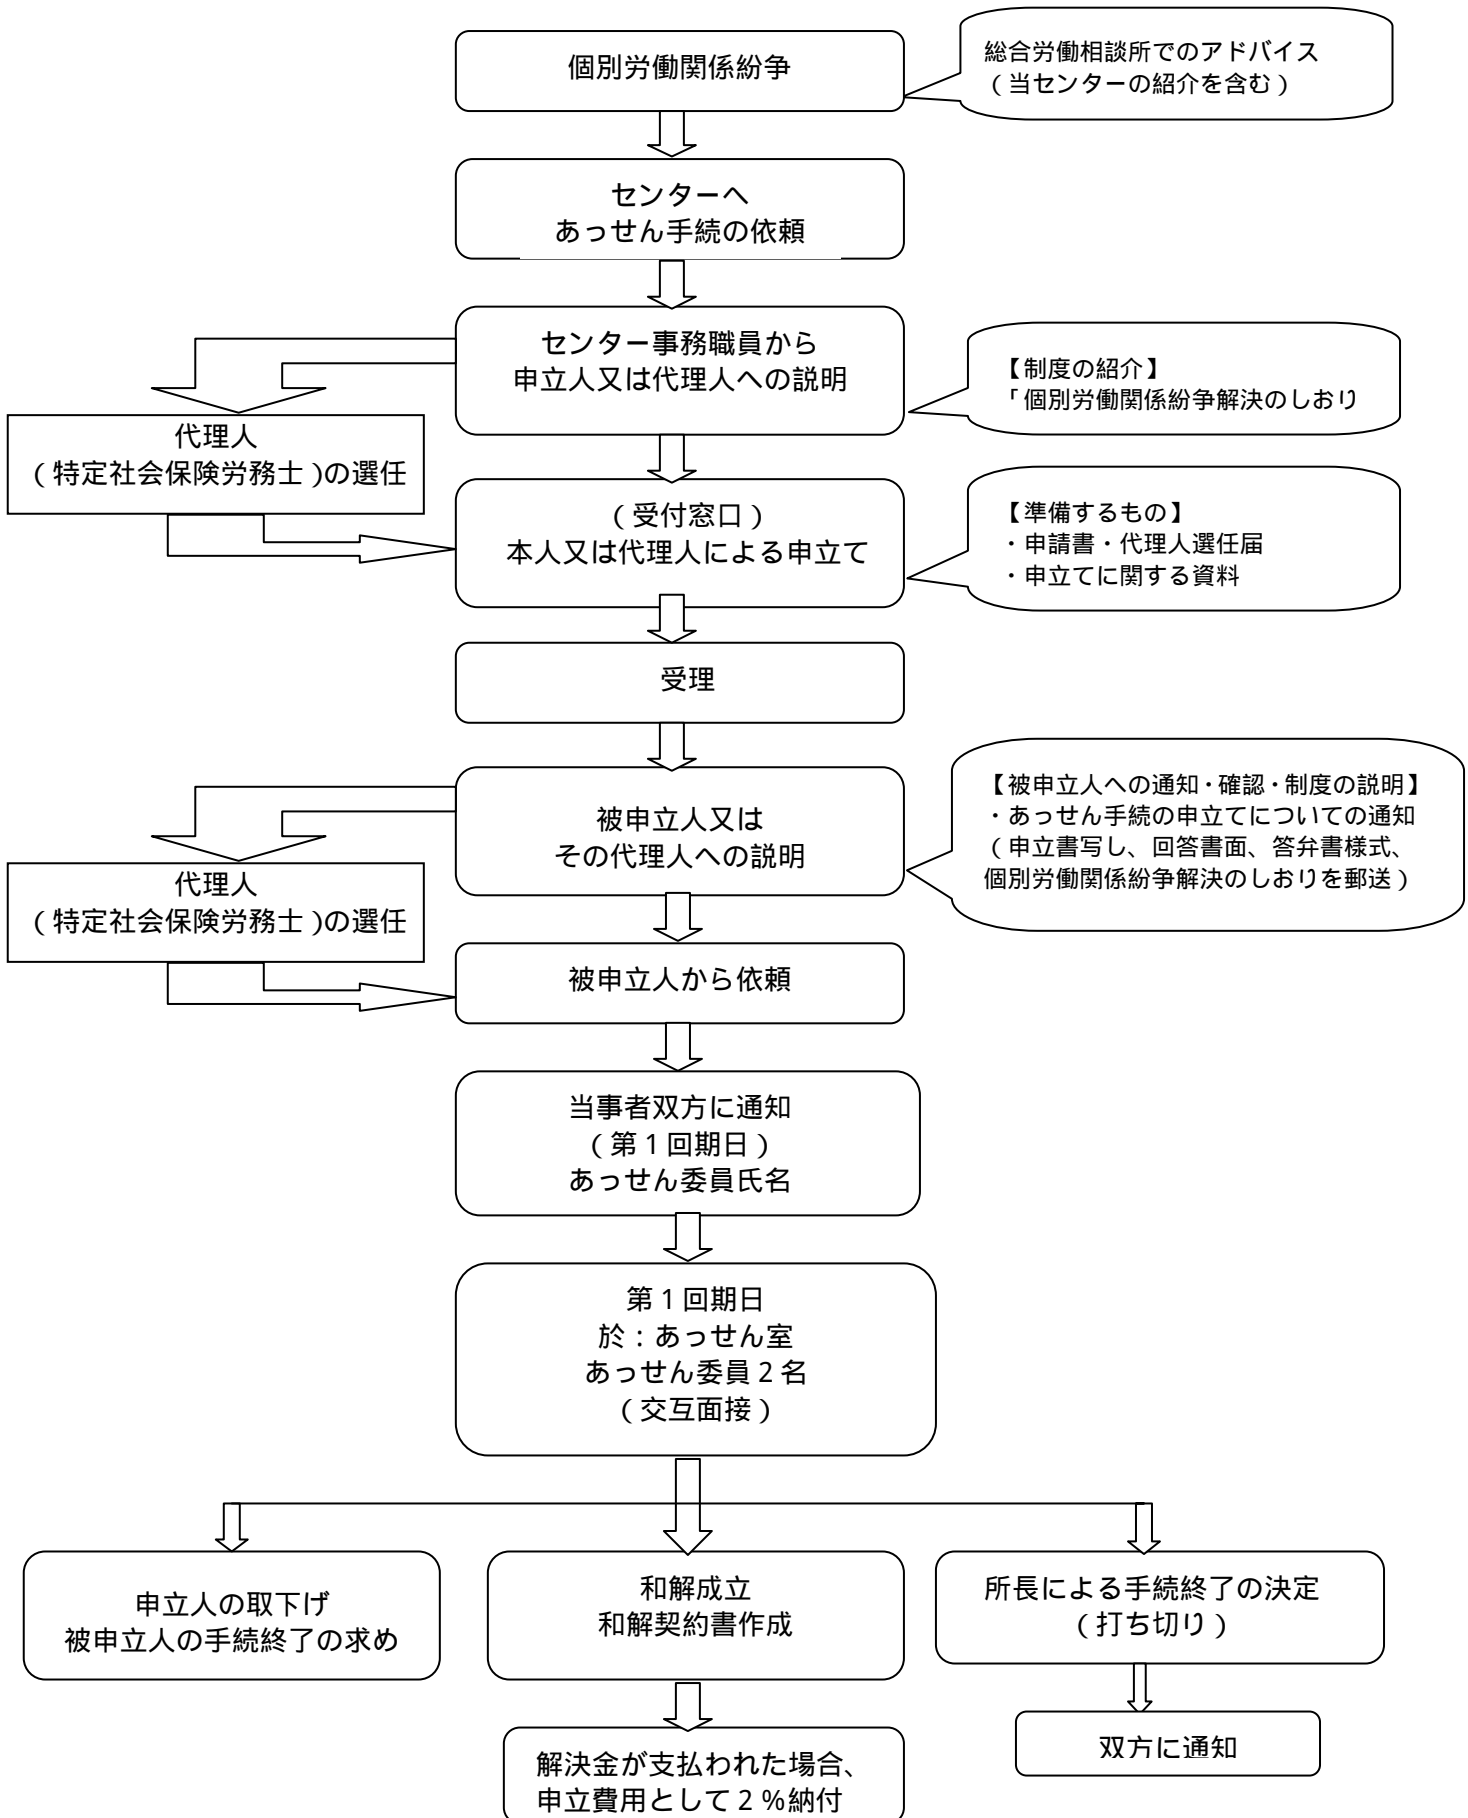 個別労働関係紛争
総合労働相談所でのアドバイス
（当センターの紹介を含む）
センターへ
あっせん手続の依頼
センター事務職員から
申立人又は代理人への説明
【制度の紹介】
「個別労働関係紛争解決のしおり
代理人
（特定社会保険労務士）の選任
（受付窓口）
本人又は代理人による申立て
【準備するもの】
・申請書・代理人選任届
・申立てに関する資料
受理
被申立人又は
その代理人への説明
【被申立人への通知・確認・制度の説明】
・あっせん手続の申立てについての通知
（申立書写し、回答書面、答弁書様式、
個別労働関係紛争解決のしおりを郵送）
代理人
（特定社会保険労務士）の選任
被申立人から依頼
当事者双方に通知
（第１回期日）
あっせん委員氏名
第１回期日
於：あっせん室
あっせん委員２名
（交互面接）
申立人の取下げ
被申立人の手続終了の求め
和解成立
和解契約書作成
所長による手続終了の決定
（打ち切り）
解決金が支払われた場合、
申立費用として２％納付
双方に通知